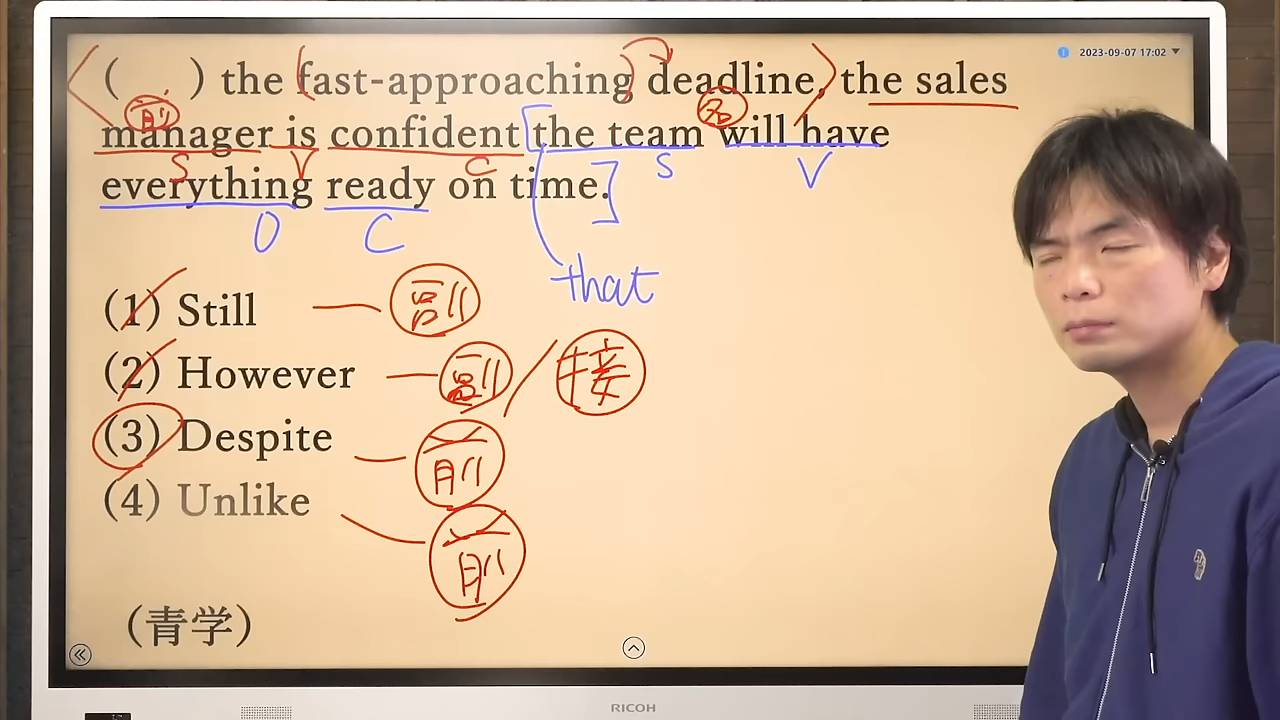 2023-09-07 17:02
( ) the fast-approaching deadline, the sales
前 名
manager is confident the team will have
S V C S V
everything ready on time.
O C
that
(1) Still 副
(2) However 副 / 接
(3) Despite 前
(4) Unlike 前
(青学)
RICOH